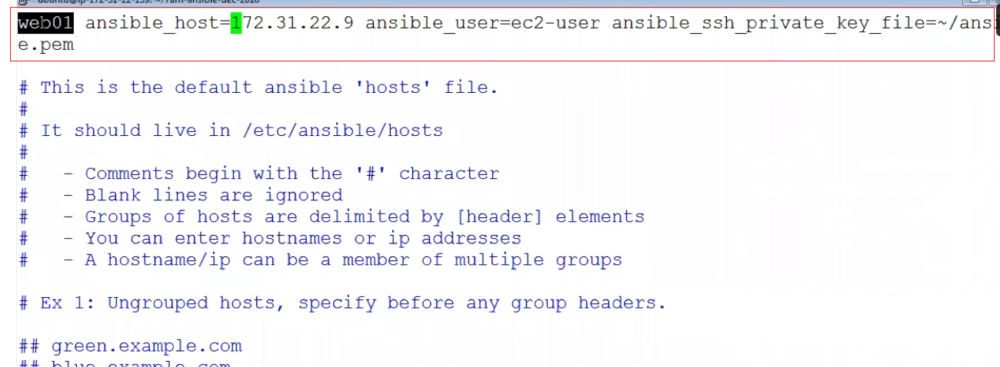 web01 ansible_host=172.31.22.9 ansible_user=ec2-user ansible_ssh_private_key_file=~/ansi
e.pem
# This is the default ansible 'hosts' file.
#
# It should live in /etc/ansible/hosts
#
#   - Comments begin with the '#' character
#   - Blank lines are ignored
#   - Groups of hosts are delimited by [header] elements
#   - You can enter hostnames or ip addresses
#   - A hostname/ip can be a member of multiple groups
# Ex 1: Ungrouped hosts, specify before any group headers.
## green.example.com
## blue.example.com